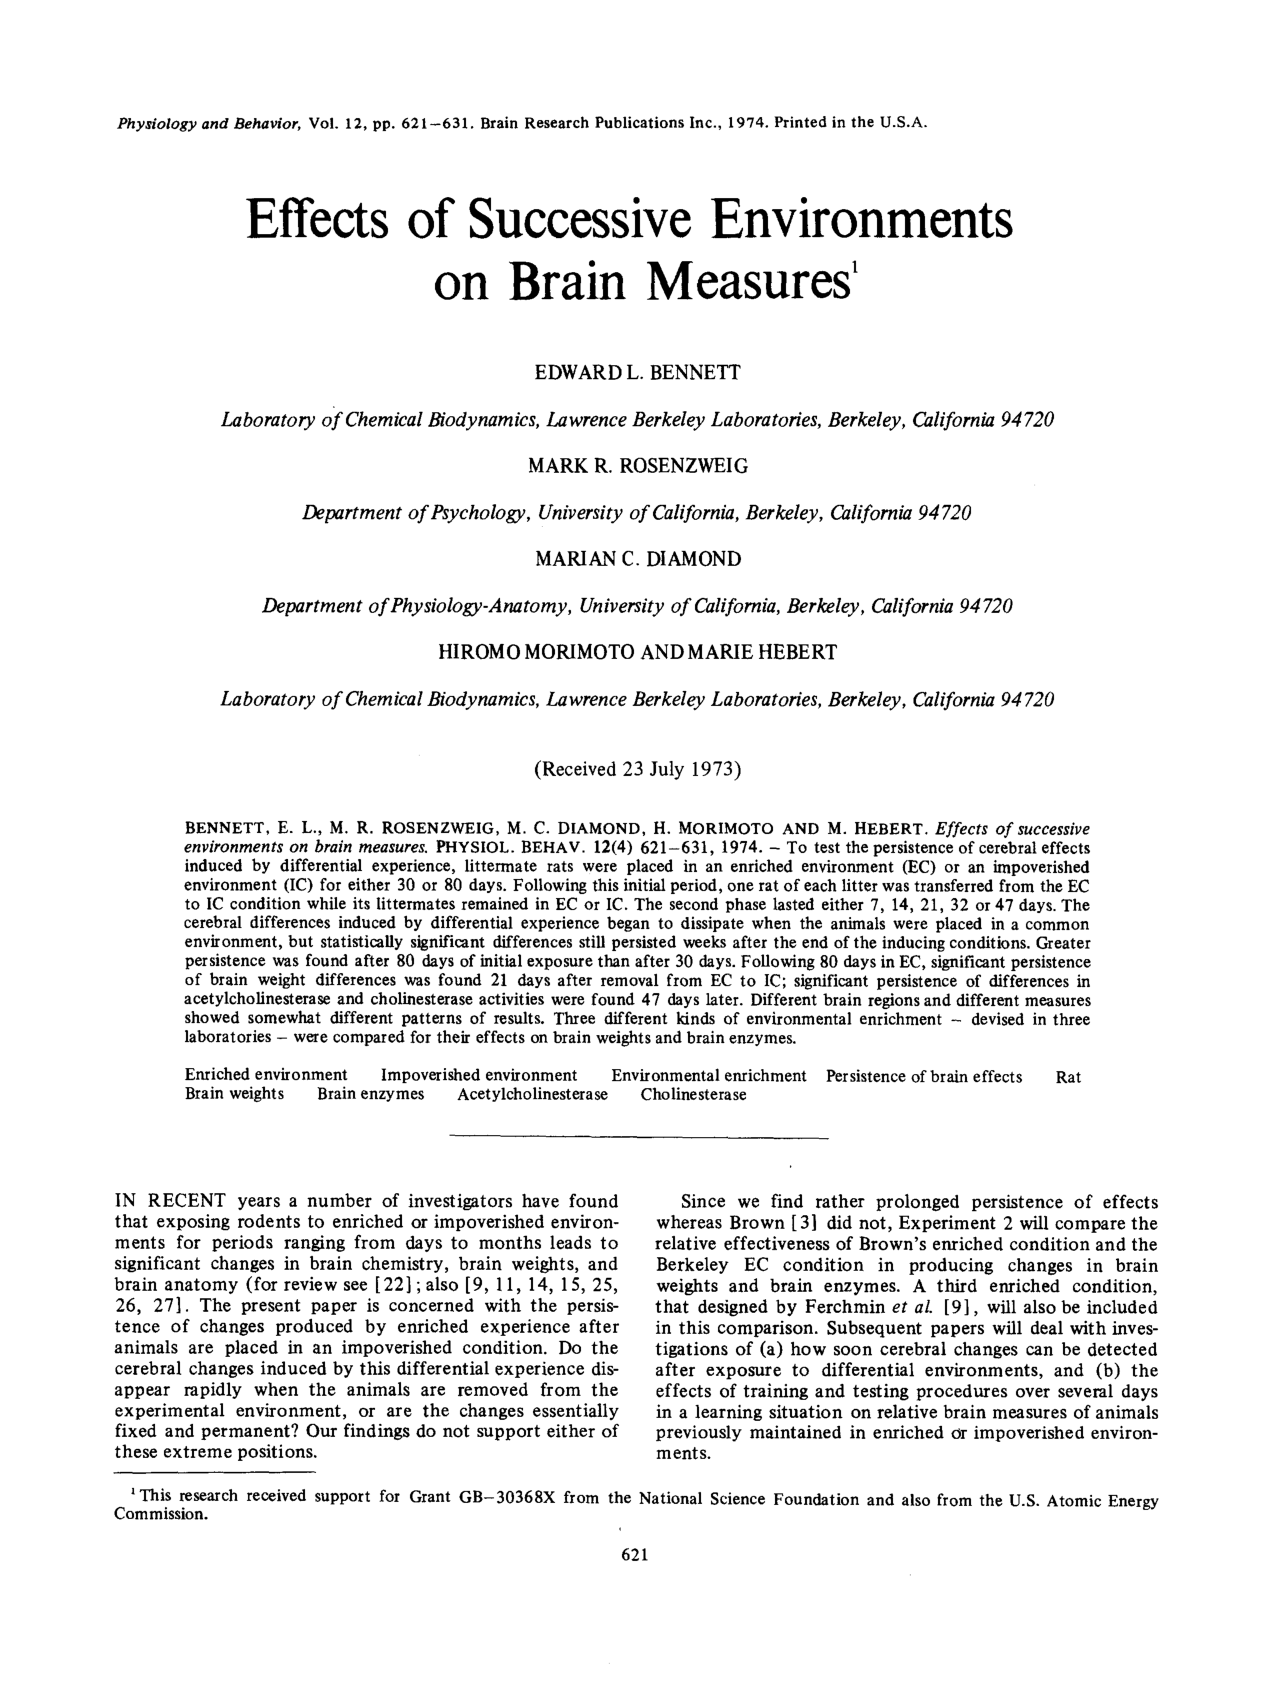 Physiology and Behavior, Vol. 12, pp. 621–631. Brain Research Publications Inc., 1974. Printed in the U.S.A.
Effects of Successive Environments
on Brain Measures¹
EDWARD L. BENNETT
Laboratory of Chemical Biodynamics, Lawrence Berkeley Laboratories, Berkeley, California 94720
MARK R. ROSENZWEIG
Department of Psychology, University of California, Berkeley, California 94720
MARIAN C. DIAMOND
Department of Physiology-Anatomy, University of California, Berkeley, California 94720
HIROMO MORIMOTO AND MARIE HEBERT
Laboratory of Chemical Biodynamics, Lawrence Berkeley Laboratories, Berkeley, California 94720
(Received 23 July 1973)
BENNETT, E. L., M. R. ROSENZWEIG, M. C. DIAMOND, H. MORIMOTO AND M. HEBERT. Effects of successive
environments on brain measures. PHYSIOL. BEHAV. 12(4) 621–631, 1974. – To test the persistence of cerebral effects
induced by differential experience, littermate rats were placed in an enriched environment (EC) or an impoverished
environment (IC) for either 30 or 80 days. Following this initial period, one rat of each litter was transferred from the EC
to IC condition while its littermates remained in EC or IC. The second phase lasted either 7, 14, 21, 32 or 47 days. The
cerebral differences induced by differential experience began to dissipate when the animals were placed in a common
environment, but statistically significant differences still persisted weeks after the end of the inducing conditions. Greater
persistence was found after 80 days of initial exposure than after 30 days. Following 80 days in EC, significant persistence
of brain weight differences was found 21 days after removal from EC to IC; significant persistence of differences in
acetylcholinesterase and cholinesterase activities were found 47 days later. Different brain regions and different measures
showed somewhat different patterns of results. Three different kinds of environmental enrichment – devised in three
laboratories – were compared for their effects on brain weights and brain enzymes.
Enriched environment Impoverished environment Environmental enrichment Persistence of brain effects Rat
Brain weights Brain enzymes Acetylcholinesterase Cholinesterase
IN RECENT years a number of investigators have found
that exposing rodents to enriched or impoverished environ-
ments for periods ranging from days to months leads to
significant changes in brain chemistry, brain weights, and
brain anatomy (for review see [22]; also [9, 11, 14, 15, 25,
26, 27]. The present paper is concerned with the persis-
tence of changes produced by enriched experience after
animals are placed in an impoverished condition. Do the
cerebral changes induced by this differential experience dis-
appear rapidly when the animals are removed from the
experimental environment, or are the changes essentially
fixed and permanent? Our findings do not support either of
these extreme positions.
Since we find rather prolonged persistence of effects
whereas Brown [3] did not, Experiment 2 will compare the
relative effectiveness of Brown's enriched condition and the
Berkeley EC condition in producing changes in brain
weights and brain enzymes. A third enriched condition,
that designed by Ferchmin et al. [9], will also be included
in this comparison. Subsequent papers will deal with inves-
tigations of (a) how soon cerebral changes can be detected
after exposure to differential environments, and (b) the
effects of training and testing procedures over several days
in a learning situation on relative brain measures of animals
previously maintained in enriched or impoverished environ-
ments.
¹This research received support for Grant GB–30368X from the National Science Foundation and also from the U.S. Atomic Energy
Commission.
621